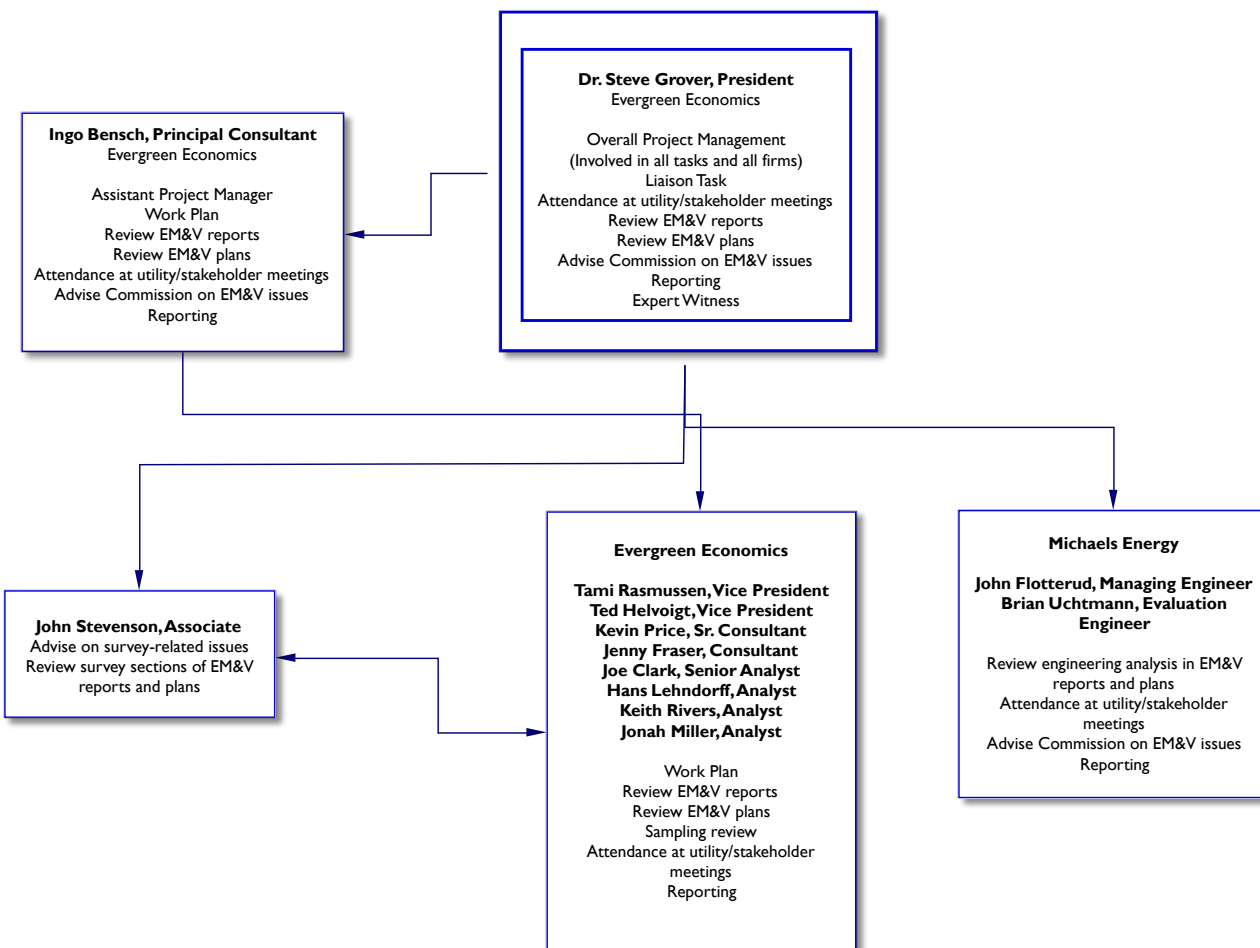 Dr. Steve Grover, President
Evergreen Economics
Overall Project Management
(Involved in all tasks and all firms)
Liaison Task
Attendance at utility/stakeholder meetings
Review EM&V reports
Review EM&V plans
Advise Commission on EM&V issues
Reporting
Expert Witness
Ingo Bensch, Principal Consultant
Evergreen Economics
Assistant Project Manager
Work Plan
Review EM&V reports
Review EM&V plans
Attendance at utility/stakeholder meetings
Advise Commission on EM&V issues
Reporting
John Stevenson, Associate
Advise on survey-related issues
Review survey sections of EM&V
reports and plans
Evergreen Economics
Tami Rasmussen, Vice President
Ted Helvoigt, Vice President
Kevin Price, Sr. Consultant
Jenny Fraser, Consultant
Joe Clark, Senior Analyst
Hans Lehndorff, Analyst
Keith Rivers, Analyst
Jonah Miller, Analyst
Work Plan
Review EM&V reports
Review EM&V plans
Sampling review
Attendance at utility/stakeholder
meetings
Reporting
Michaels Energy
John Flotterud, Managing Engineer
Brian Uchtmann, Evaluation
Engineer
Review engineering analysis in EM&V
reports and plans
Attendance at utility/stakeholder
meetings
Advise Commission on EM&V issues
Reporting